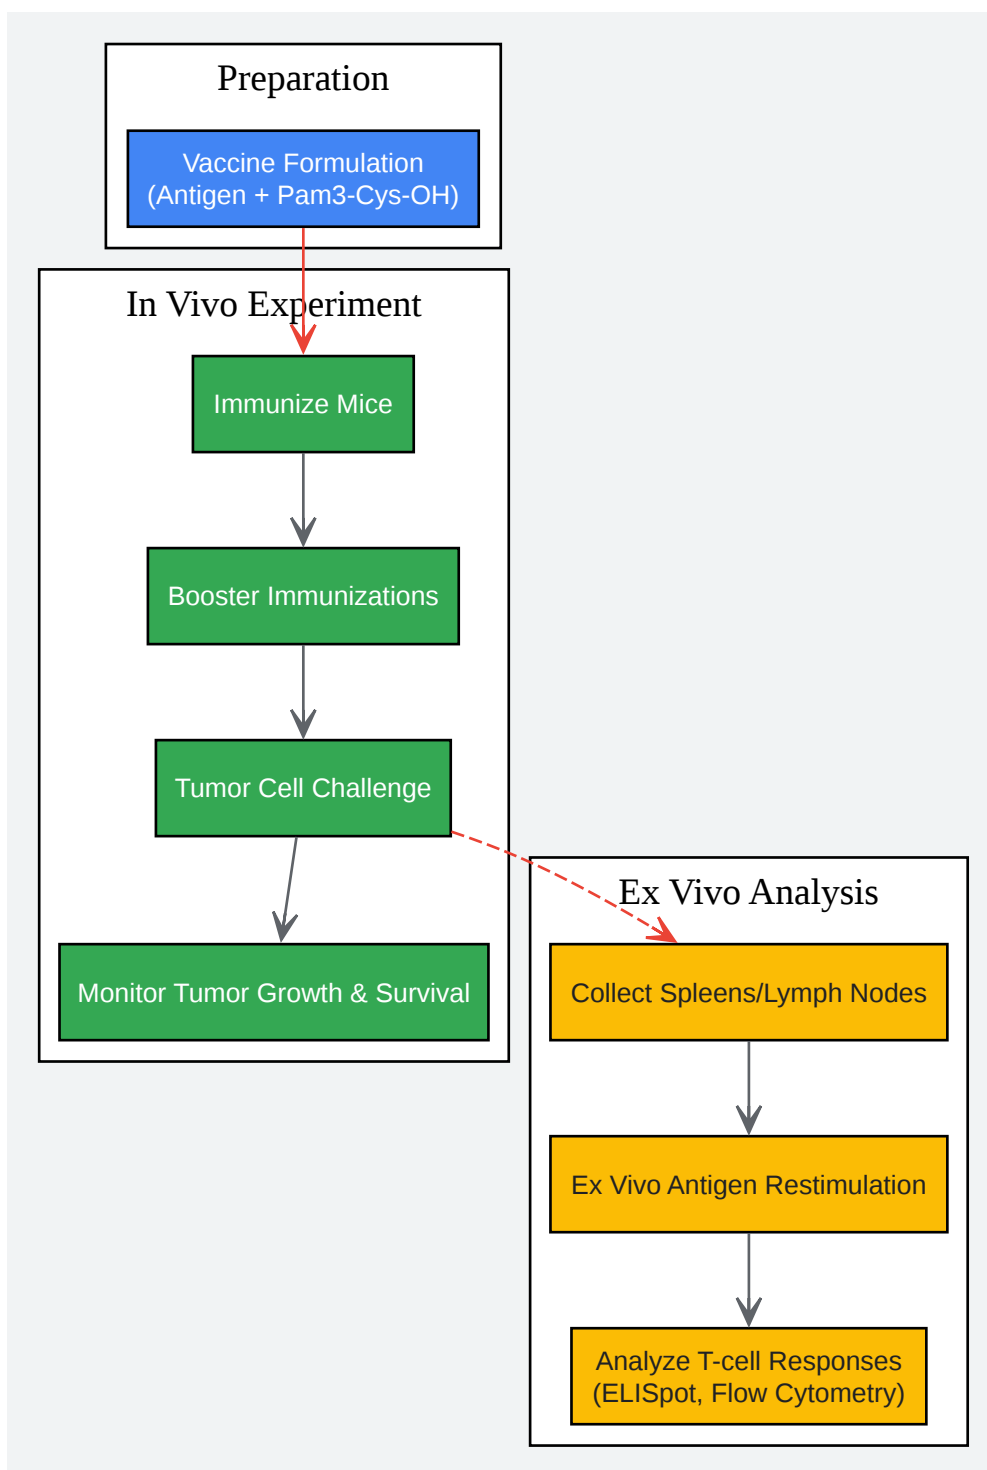 Preparation
Vaccine Formulation
(Antigen + Pam3-Cys-OH)
In Vivo Experiment
Immunize Mice
Booster Immunizations
Tumor Cell Challenge
Monitor Tumor Growth & Survival
Ex Vivo Analysis
Collect Spleens/Lymph Nodes
Ex Vivo Antigen Restimulation
Analyze T-cell Responses
(ELISpot, Flow Cytometry)